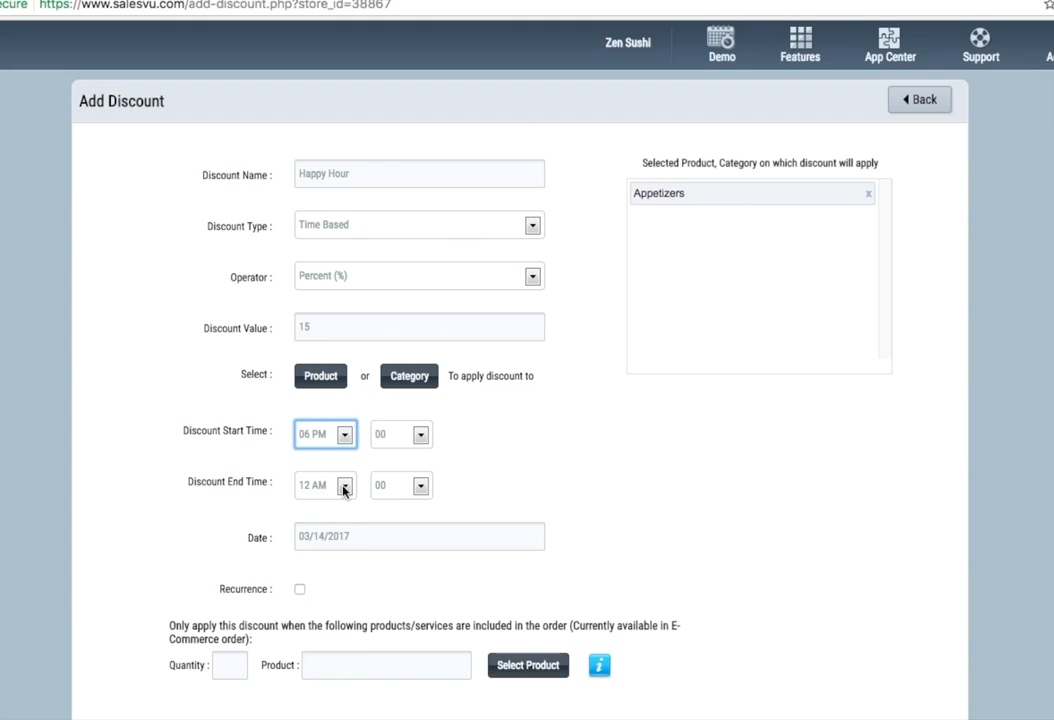 https://www.salesvu.com/add-discount.php?store_id=38867
Zen Sushi
Demo
Features
App Center
Support
Add Discount
Back
Discount Name :
Happy Hour
Discount Type :
Time Based
Operator :
Percent (%)
Discount Value :
15
Select :
Product
or
Category
To apply discount to
Discount Start Time :
06 PM
00
Discount End Time :
12 AM
00
Date :
03/14/2017
Recurrence :
Selected Product, Category on which discount will apply
Appetizers
x
Only apply this discount when the following products/services are included in the order (Currently available in E-
Commerce order):
Quantity :
Product :
Select Product
i